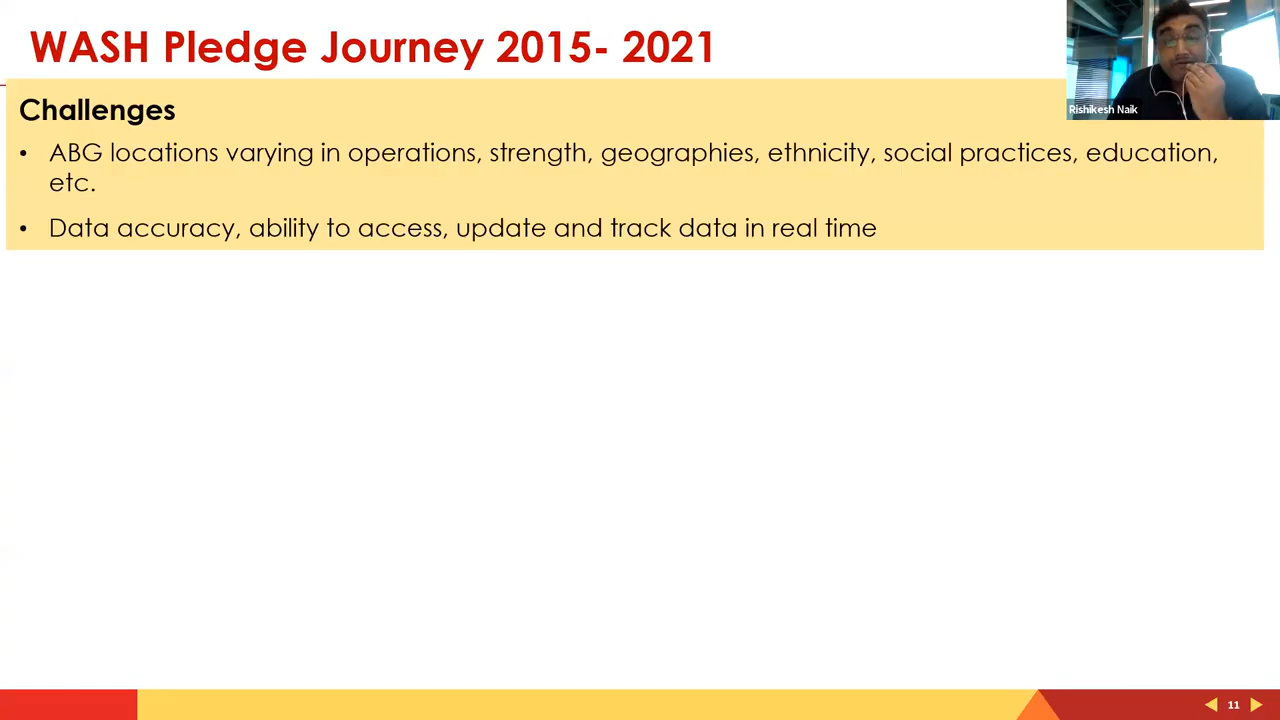 WASH Pledge Journey 2015- 2021
Rishikesh Naik
Challenges
• ABG locations varying in operations, strength, geographies, ethnicity, social practices, education,
etc.
• Data accuracy, ability to access, update and track data in real time
11